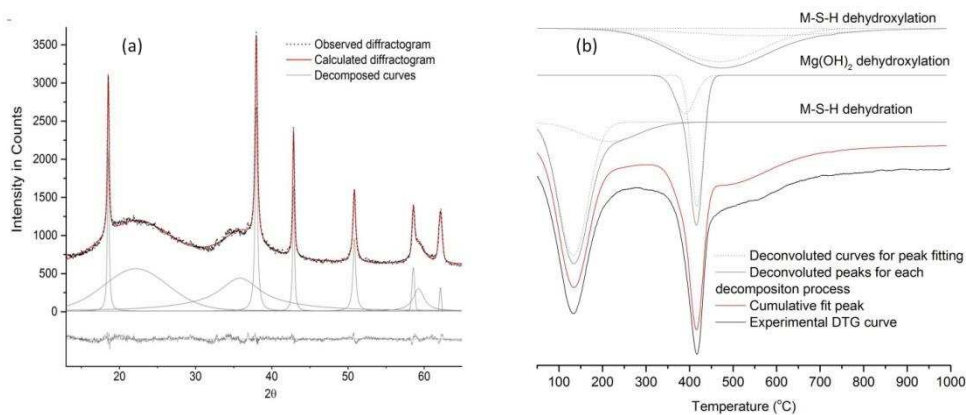 (a)
Observed diffractogram
Calculated diffractogram
Decomposed curves
Intensity in Counts
3500
3000
2500
2000
1500
1000
500
0
20
30
40
50
60
2θ
(b)
M-S-H dehydroxylation
Mg(OH)2 dehydroxylation
M-S-H dehydration
Deconvoluted curves for peak fitting
Deconvoluted peaks for each
decompositon process
Cumulative fit peak
Experimental DTG curve
100 200 300 400 500 600 700 800 900 1000
Temperature (°C)